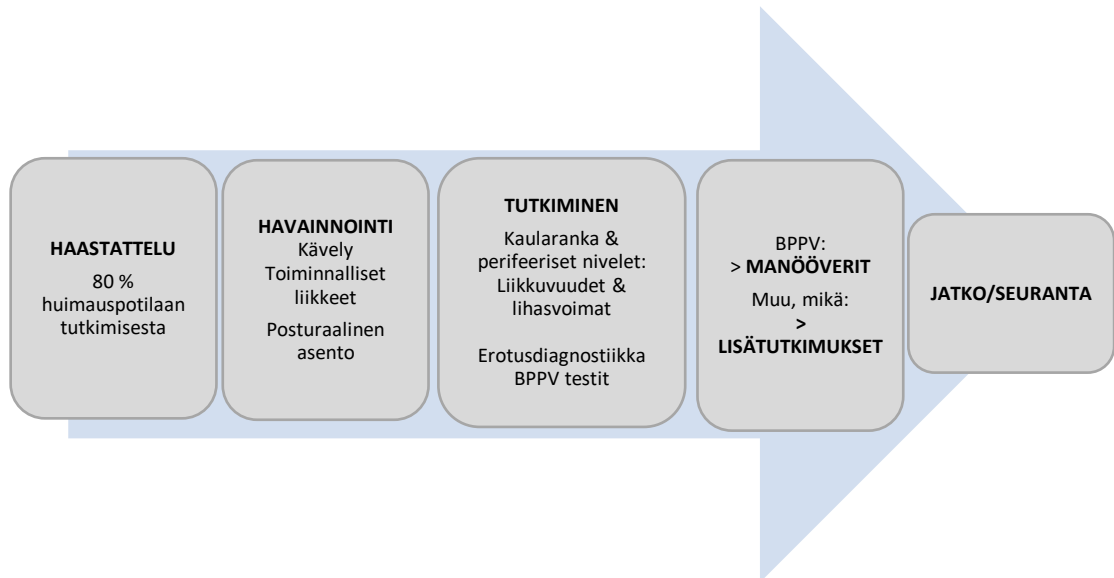 HAASTATTELU
80 %
huimauspotilaan
tutkimisesta
HAVAINNOINTI
Kävely
Toiminnalliset
liikkeet
Posturaalinen
asento
TUTKIMINEN
Kaularanka &
perifeeriset nivelet:
Liikkuvuudet &
lihasvoimat
Erotusdiagnostiikka
BPPV testit
BPPV:
> MANÖÖVERIT
Muu, mikä:
>
LISÄTUTKIMUKSET
JATKO/SEURANTA